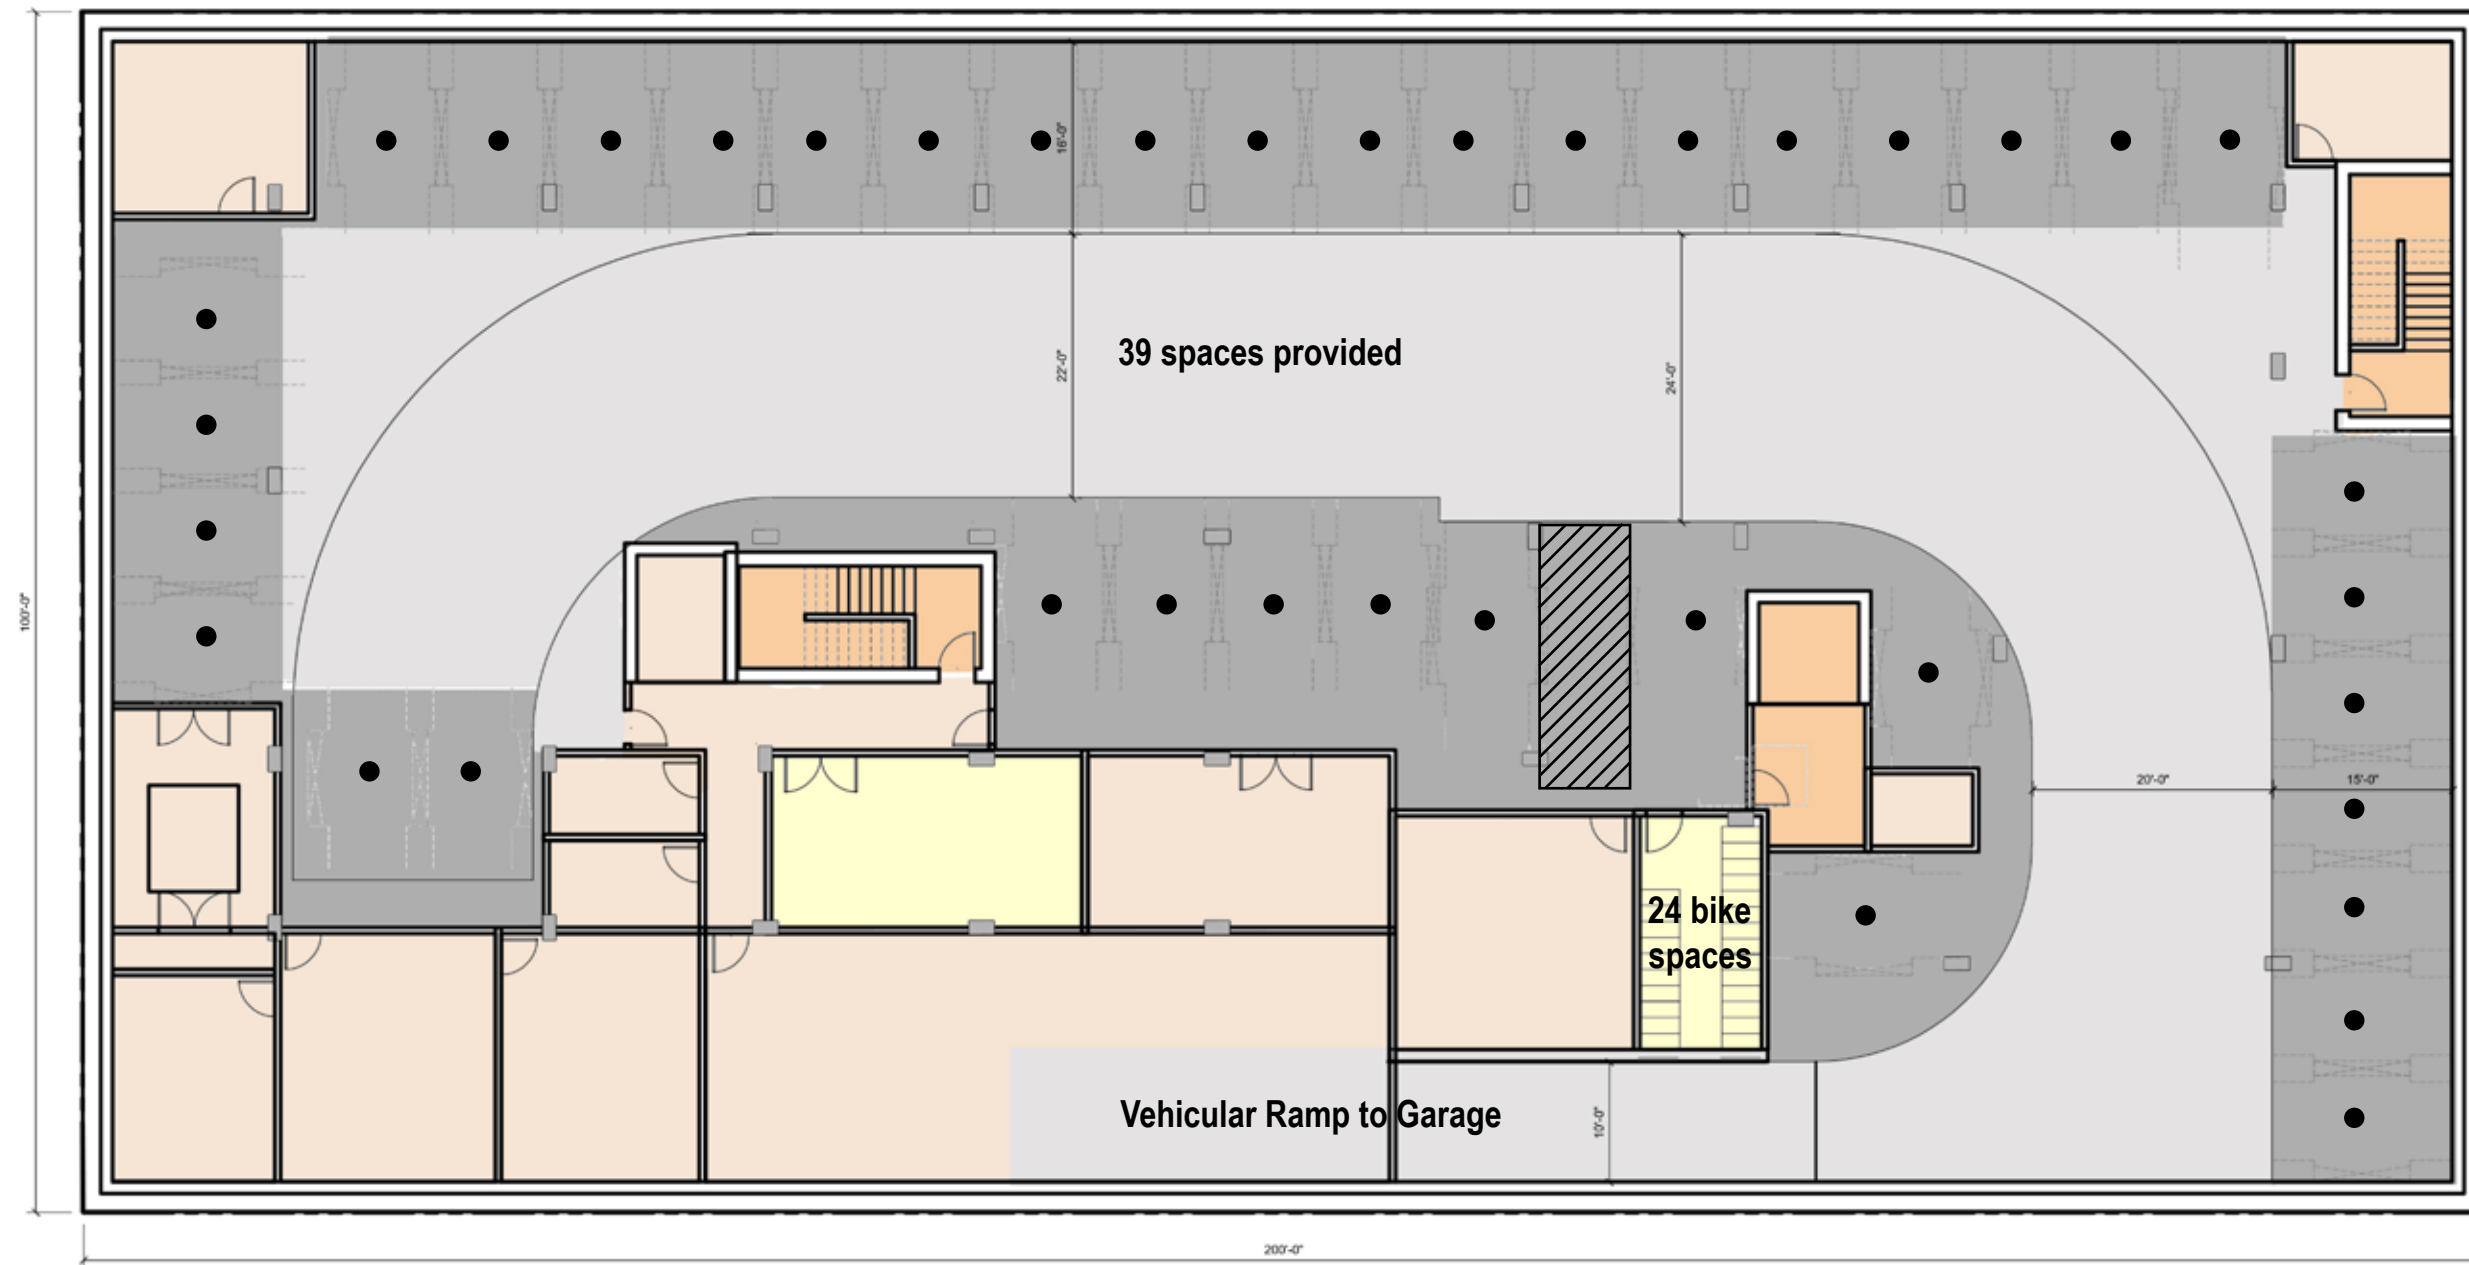 16'-0"
39 spaces provided
22'-0"
24'-0"
100'-0"
20'-0"
15'-0"
24 bike
spaces
Vehicular Ramp to Garage
10'-0"
200'-0"